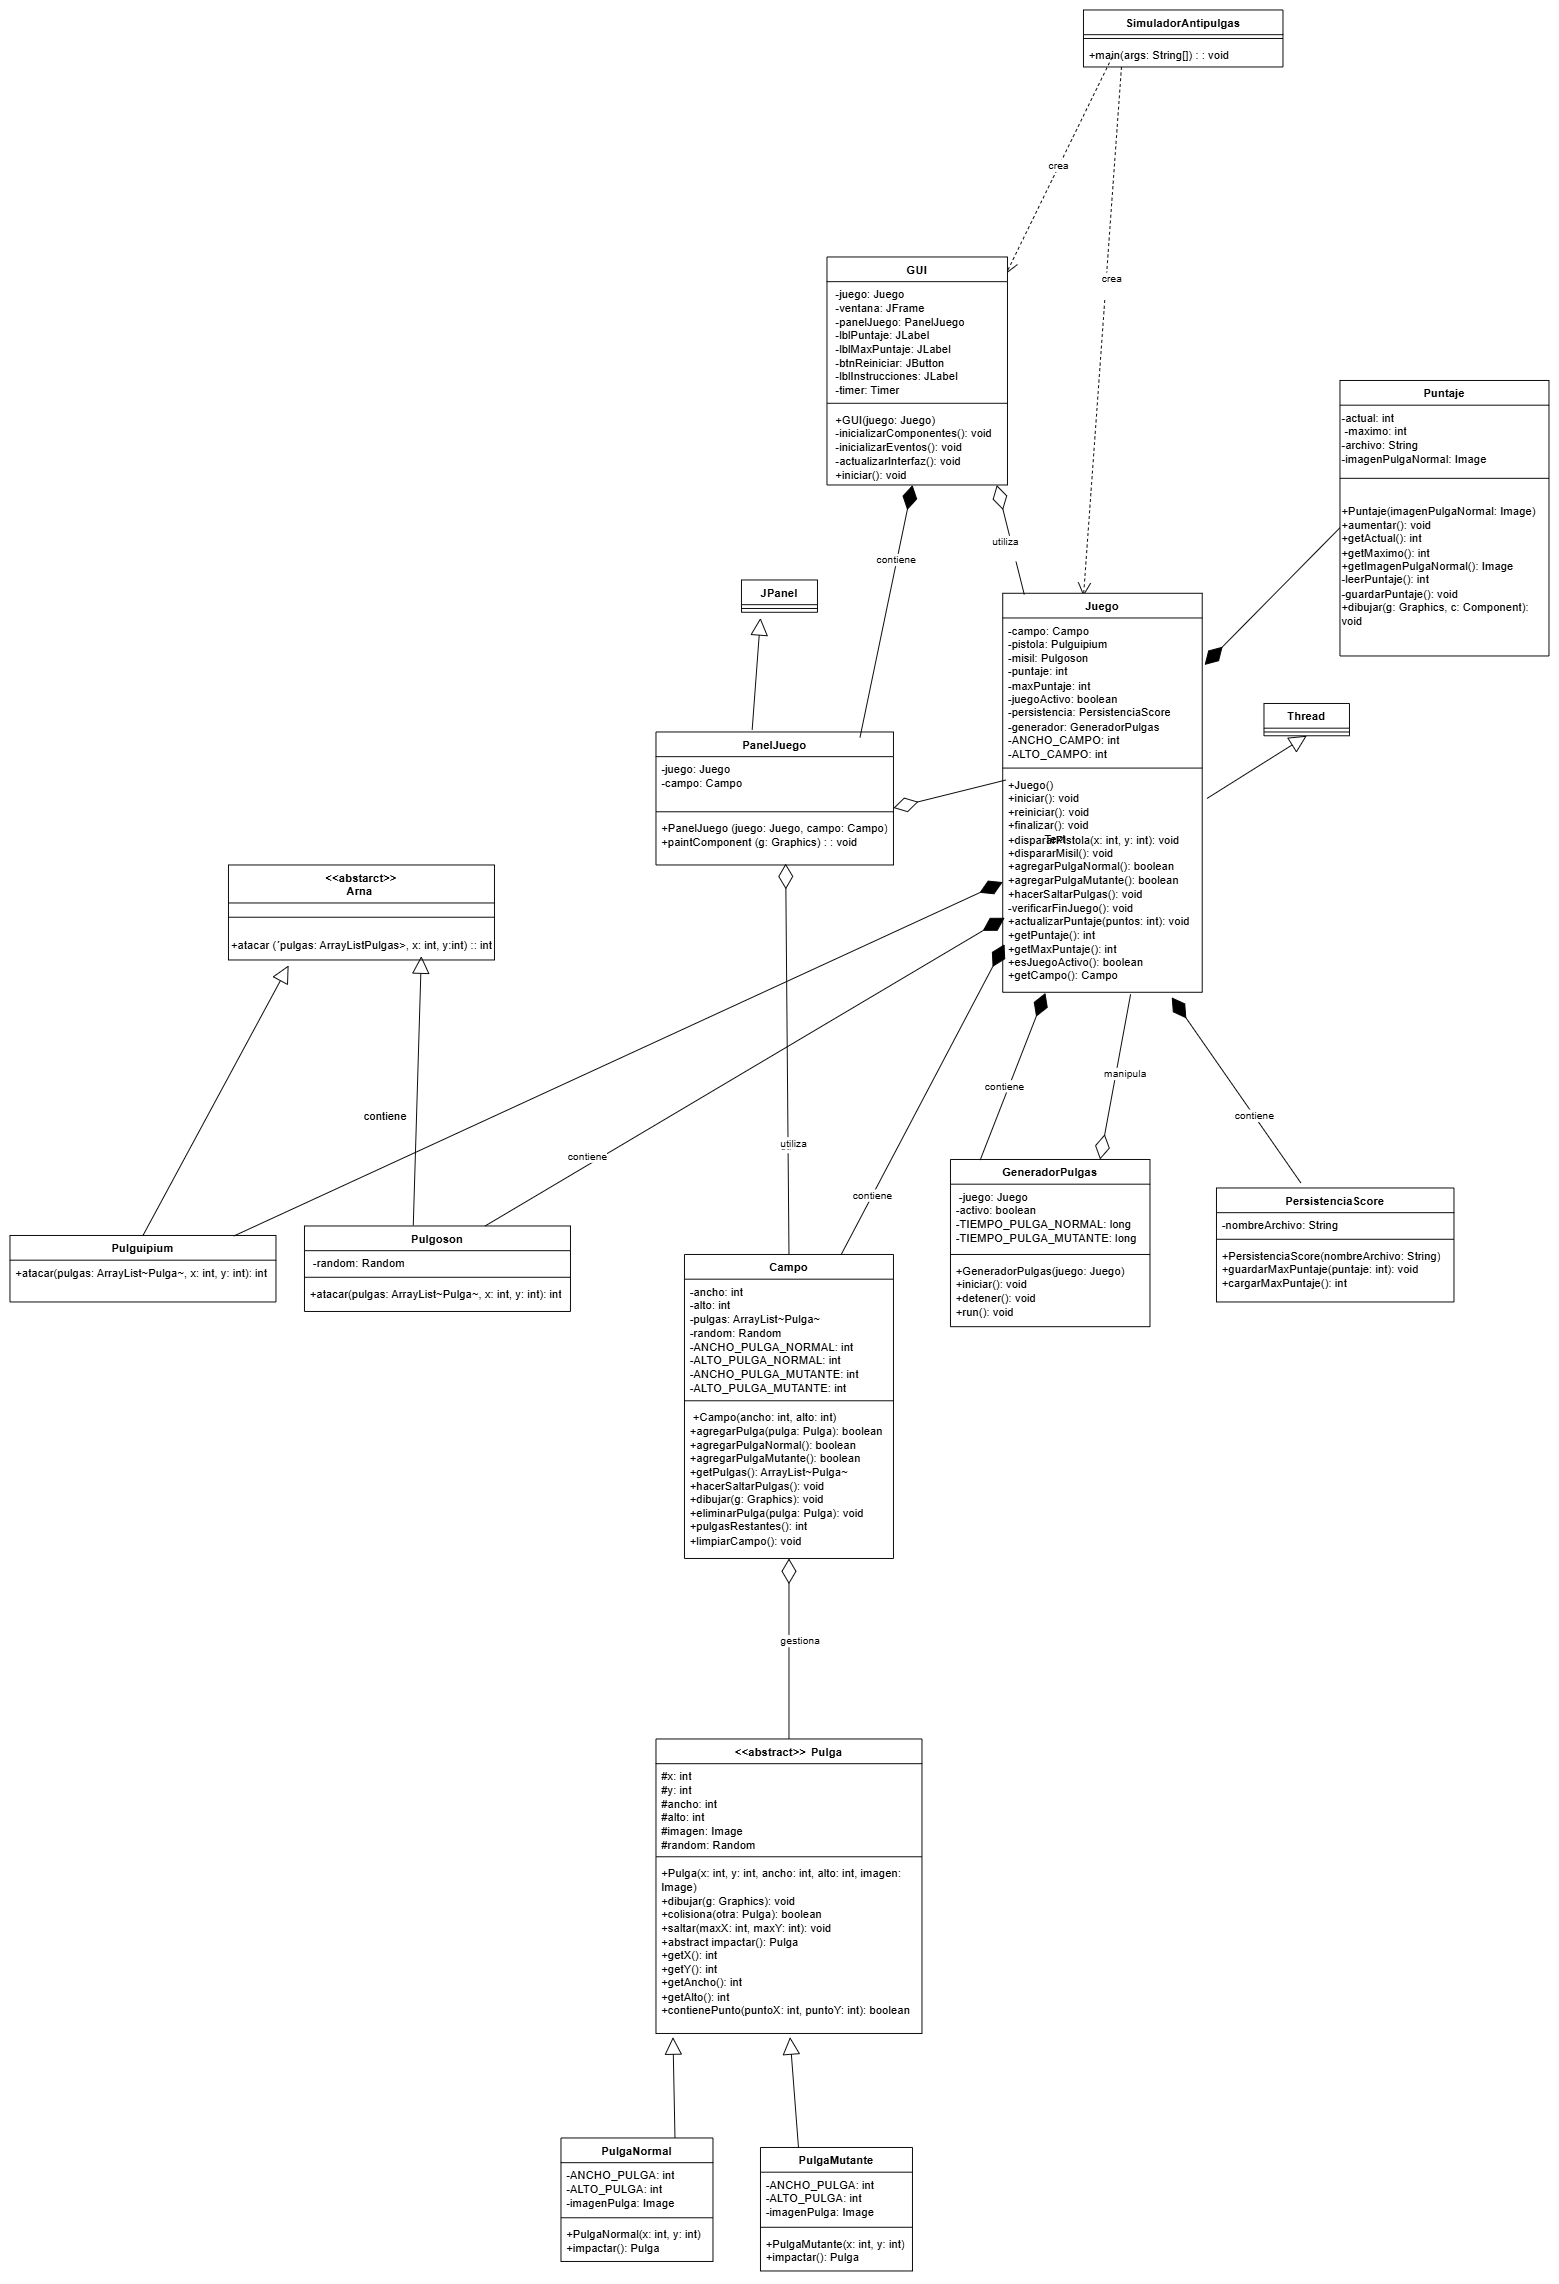 SimuladorAntipulgas
+main(args: String[]) : : void
crea
crea
GUI
-juego: Juego
-ventana: JFrame
-panelJuego: PanelJuego
-lblPuntaje: JLabel
-lblMaxPuntaje: JLabel
-btnReiniciar: JButton
-lblInstrucciones: JLabel
-timer: Timer
+GUI(juego: Juego)
-inicializarComponentes(): void
-inicializarEventos(): void
-actualizarInterfaz(): void
+iniciar(): void
Puntaje
-actual: int
-maximo: int
-archivo: String
-imagenPulgaNormal: Image
+Puntaje(imagenPulgaNormal: Image)
+aumentar(): void
+getActual(): int
+getMaximo(): int
+getImagenPulgaNormal(): Image
-leerPuntaje(): int
-guardarPuntaje(): void
+dibujar(g: Graphics, c: Component):
void
utiliza
contiene
JPanel
Juego
-campo: Campo
-pistola: Pulguipium
-misil: Pulgoson
-puntaje: int
-maxPuntaje: int
-juegoActivo: boolean
-persistencia: PersistenciaScore
-generador: GeneradorPulgas
-ANCHO_CAMPO: int
-ALTO_CAMPO: int
+Juego()
+iniciar(): void
+reiniciar(): void
+finalizar(): void
+dispararPistola(x: int, y: int): void
Text
+dispararMisil(): void
+agregarPulgaNormal(): boolean
+agregarPulgaMutante(): boolean
+hacerSaltarPulgas(): void
-verificarFinJuego(): void
+actualizarPuntaje(puntos: int): void
+getPuntaje(): int
+getMaxPuntaje(): int
+esJuegoActivo(): boolean
+getCampo(): Campo
Thread
PanelJuego
-juego: Juego
-campo: Campo
+PanelJuego (juego: Juego, campo: Campo)
+paintComponent (g: Graphics) : : void
<<abstarct>>
Arna
+atacar (´pulgas: ArrayListPulgas>, x: int, y:int) :: int
contiene
contiene
utiliza
contiene
contiene
manipula
contiene
Pulguipium
+atacar(pulgas: ArrayList~Pulga~, x: int, y: int): int
Pulgoson
-random: Random
+atacar(pulgas: ArrayList~Pulga~, x: int, y: int): int
GeneradorPulgas
-juego: Juego
-activo: boolean
-TIEMPO_PULGA_NORMAL: long
-TIEMPO_PULGA_MUTANTE: long
+GeneradorPulgas(juego: Juego)
+iniciar(): void
+detener(): void
+run(): void
PersistenciaScore
-nombreArchivo: String
+PersistenciaScore(nombreArchivo: String)
+guardarMaxPuntaje(puntaje: int): void
+cargarMaxPuntaje(): int
Campo
-ancho: int
-alto: int
-pulgas: ArrayList~Pulga~
-random: Random
-ANCHO_PULGA_NORMAL: int
-ALTO_PULGA_NORMAL: int
-ANCHO_PULGA_MUTANTE: int
-ALTO_PULGA_MUTANTE: int
+Campo(ancho: int, alto: int)
+agregarPulga(pulga: Pulga): boolean
+agregarPulgaNormal(): boolean
+agregarPulgaMutante(): boolean
+getPulgas(): ArrayList~Pulga~
+hacerSaltarPulgas(): void
+dibujar(g: Graphics): void
+eliminarPulga(pulga: Pulga): void
+pulgasRestantes(): int
+limpiarCampo(): void
gestiona
<<abstract>> Pulga
#x: int
#y: int
#ancho: int
#alto: int
#imagen: Image
#random: Random
+Pulga(x: int, y: int, ancho: int, alto: int, imagen:
Image)
+dibujar(g: Graphics): void
+colisiona(otra: Pulga): boolean
+saltar(maxX: int, maxY: int): void
+abstract impactar(): Pulga
+getX(): int
+getY(): int
+getAncho(): int
+getAlto(): int
+contienePunto(puntoX: int, puntoY: int): boolean
PulgaNormal
-ANCHO_PULGA: int
-ALTO_PULGA: int
-imagenPulga: Image
+PulgaNormal(x: int, y: int)
+impactar(): Pulga
PulgaMutante
-ANCHO_PULGA: int
-ALTO_PULGA: int
-imagenPulga: Image
+PulgaMutante(x: int, y: int)
+impactar(): Pulga